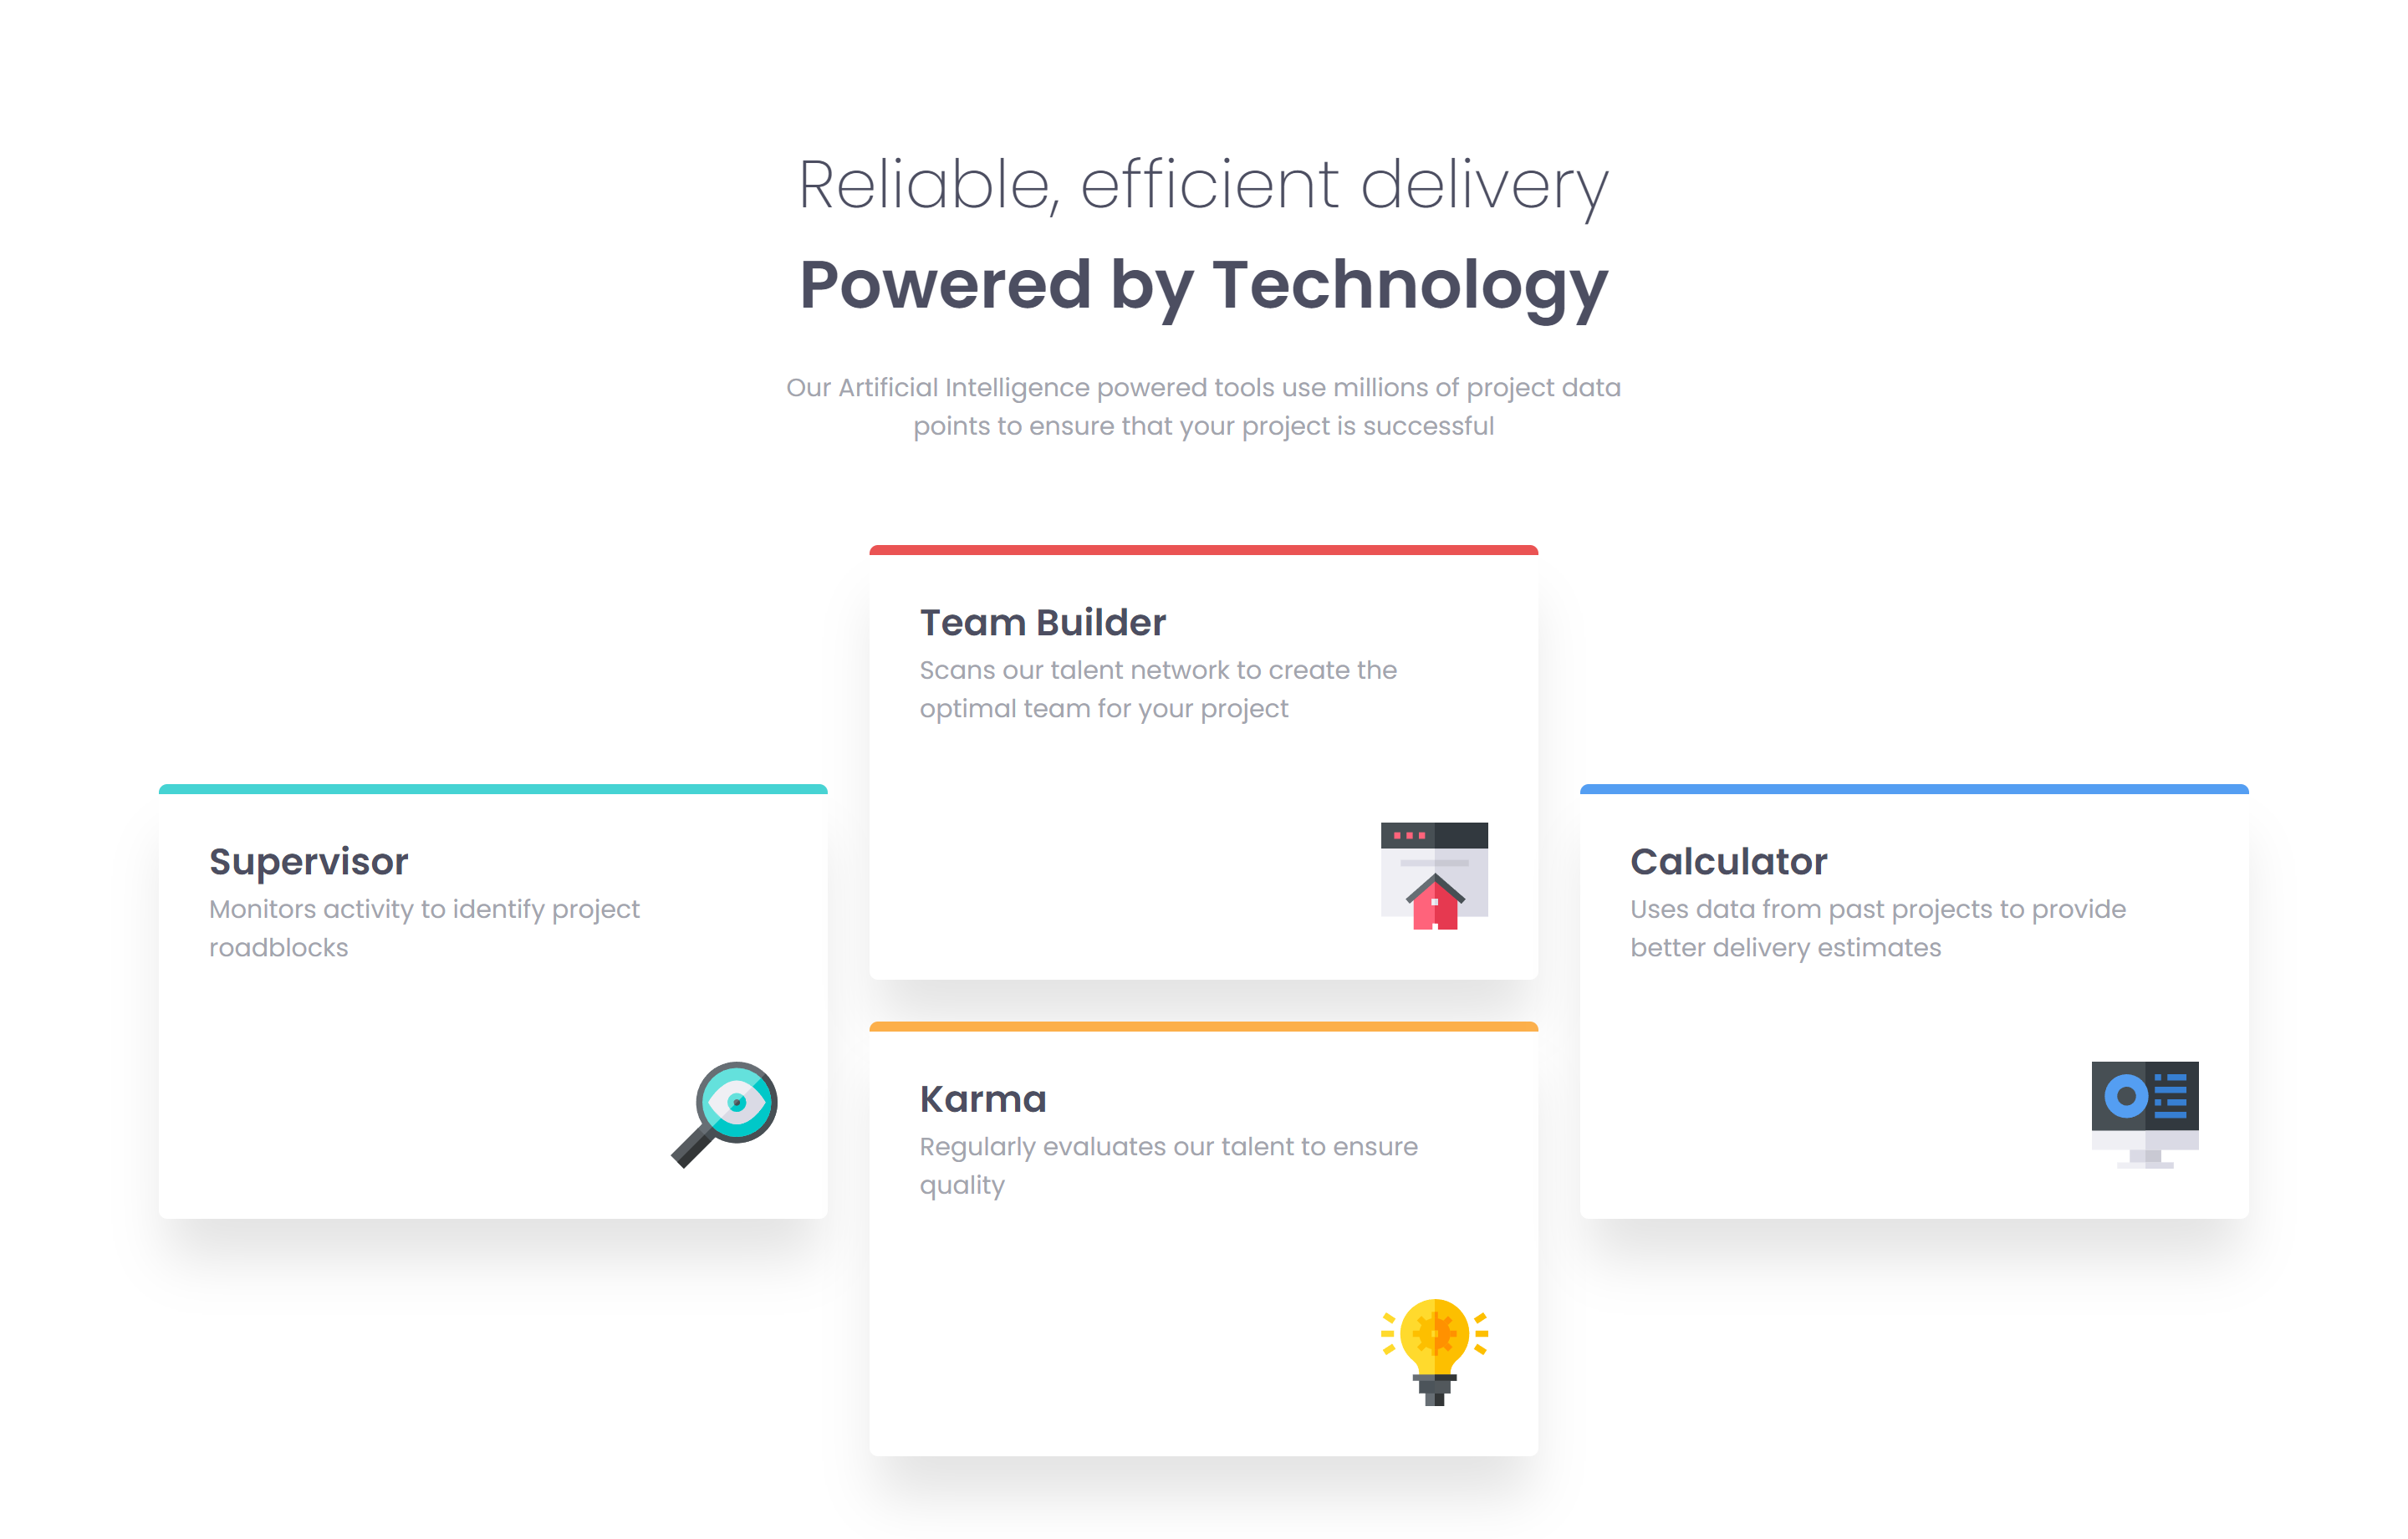 Reliable, efficient delivery
Powered by Technology
Our Artificial Intelligence powered tools use millions of project data
points to ensure that your project is successful
Supervisor
Monitors activity to identify project
roadblocks
Team Builder
Scans our talent network to create the
optimal team for your project
Karma
Regularly evaluates our talent to ensure
quality
Calculator
Uses data from past projects to provide
better delivery estimates